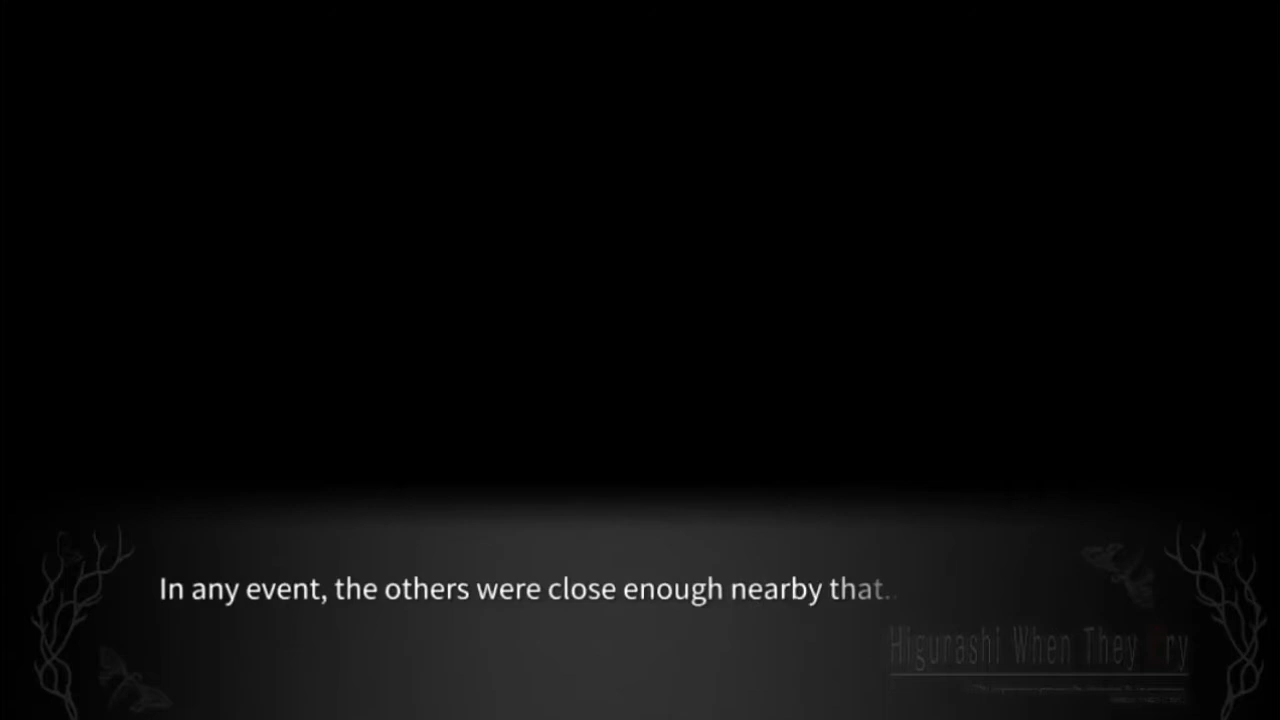 In any event, the others were close enough nearby that..
Higurashi When They Cry